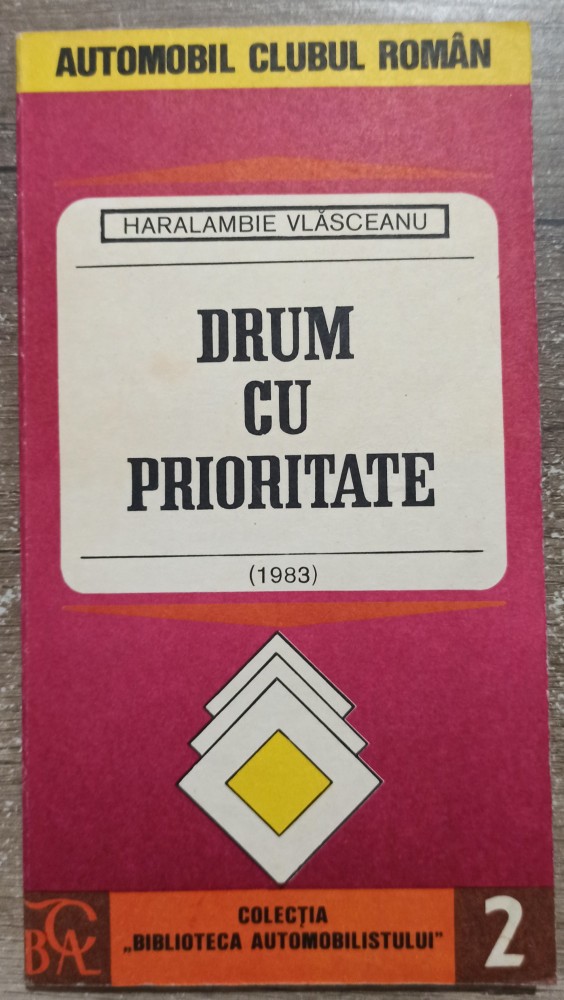 AUTOMOBIL CLUBUL ROMÂN
HARALAMBIE VLĂSCEANU
DRUM
CU
PRIORITATE
(1983)
COLECȚIA
„BIBLIOTECA AUTOMOBILISTULUI"
2